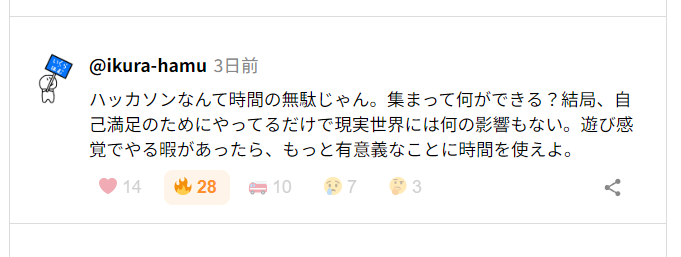 @ikura-hamu 3日前
ハッカソンなんて時間の無駄じゃん。集まって何ができる？結局、自
己満足のためにやってるだけで現実世界には何の影響もない。遊び感
覚でやる暇があったら、もっと有意義なことに時間を使えよ。
14 28 10 7 3